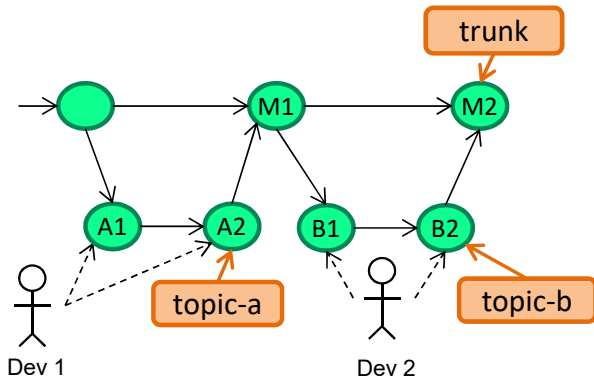 trunk
M1
M2
A1
A2
B1
B2
topic-a
topic-b
Dev 1
Dev 2